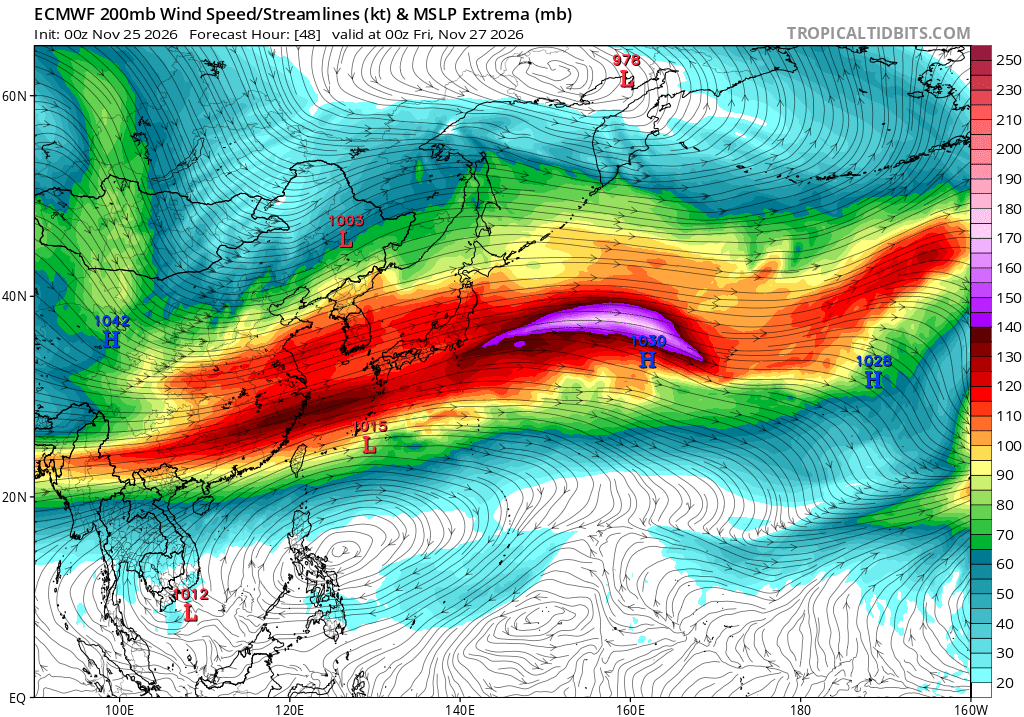 ECMWF 200mb Wind Speed/Streamlines (kt) & MSLP Extrema (mb)
Init: 00z Nov 25 2026 Forecast Hour: [48] valid at 00z Fri, Nov 27 2026
TROPICALTIDBITS.COM
978
L
60N
1003
L
40N
1042
H
1030
H
1028
H
1015
L
20N
1012
L
EQ
100E 120E 140E 160E 180 160W
250
230
210
200
190
180
170
160
150
140
130
120
110
100
90
80
70
60
50
40
30
20